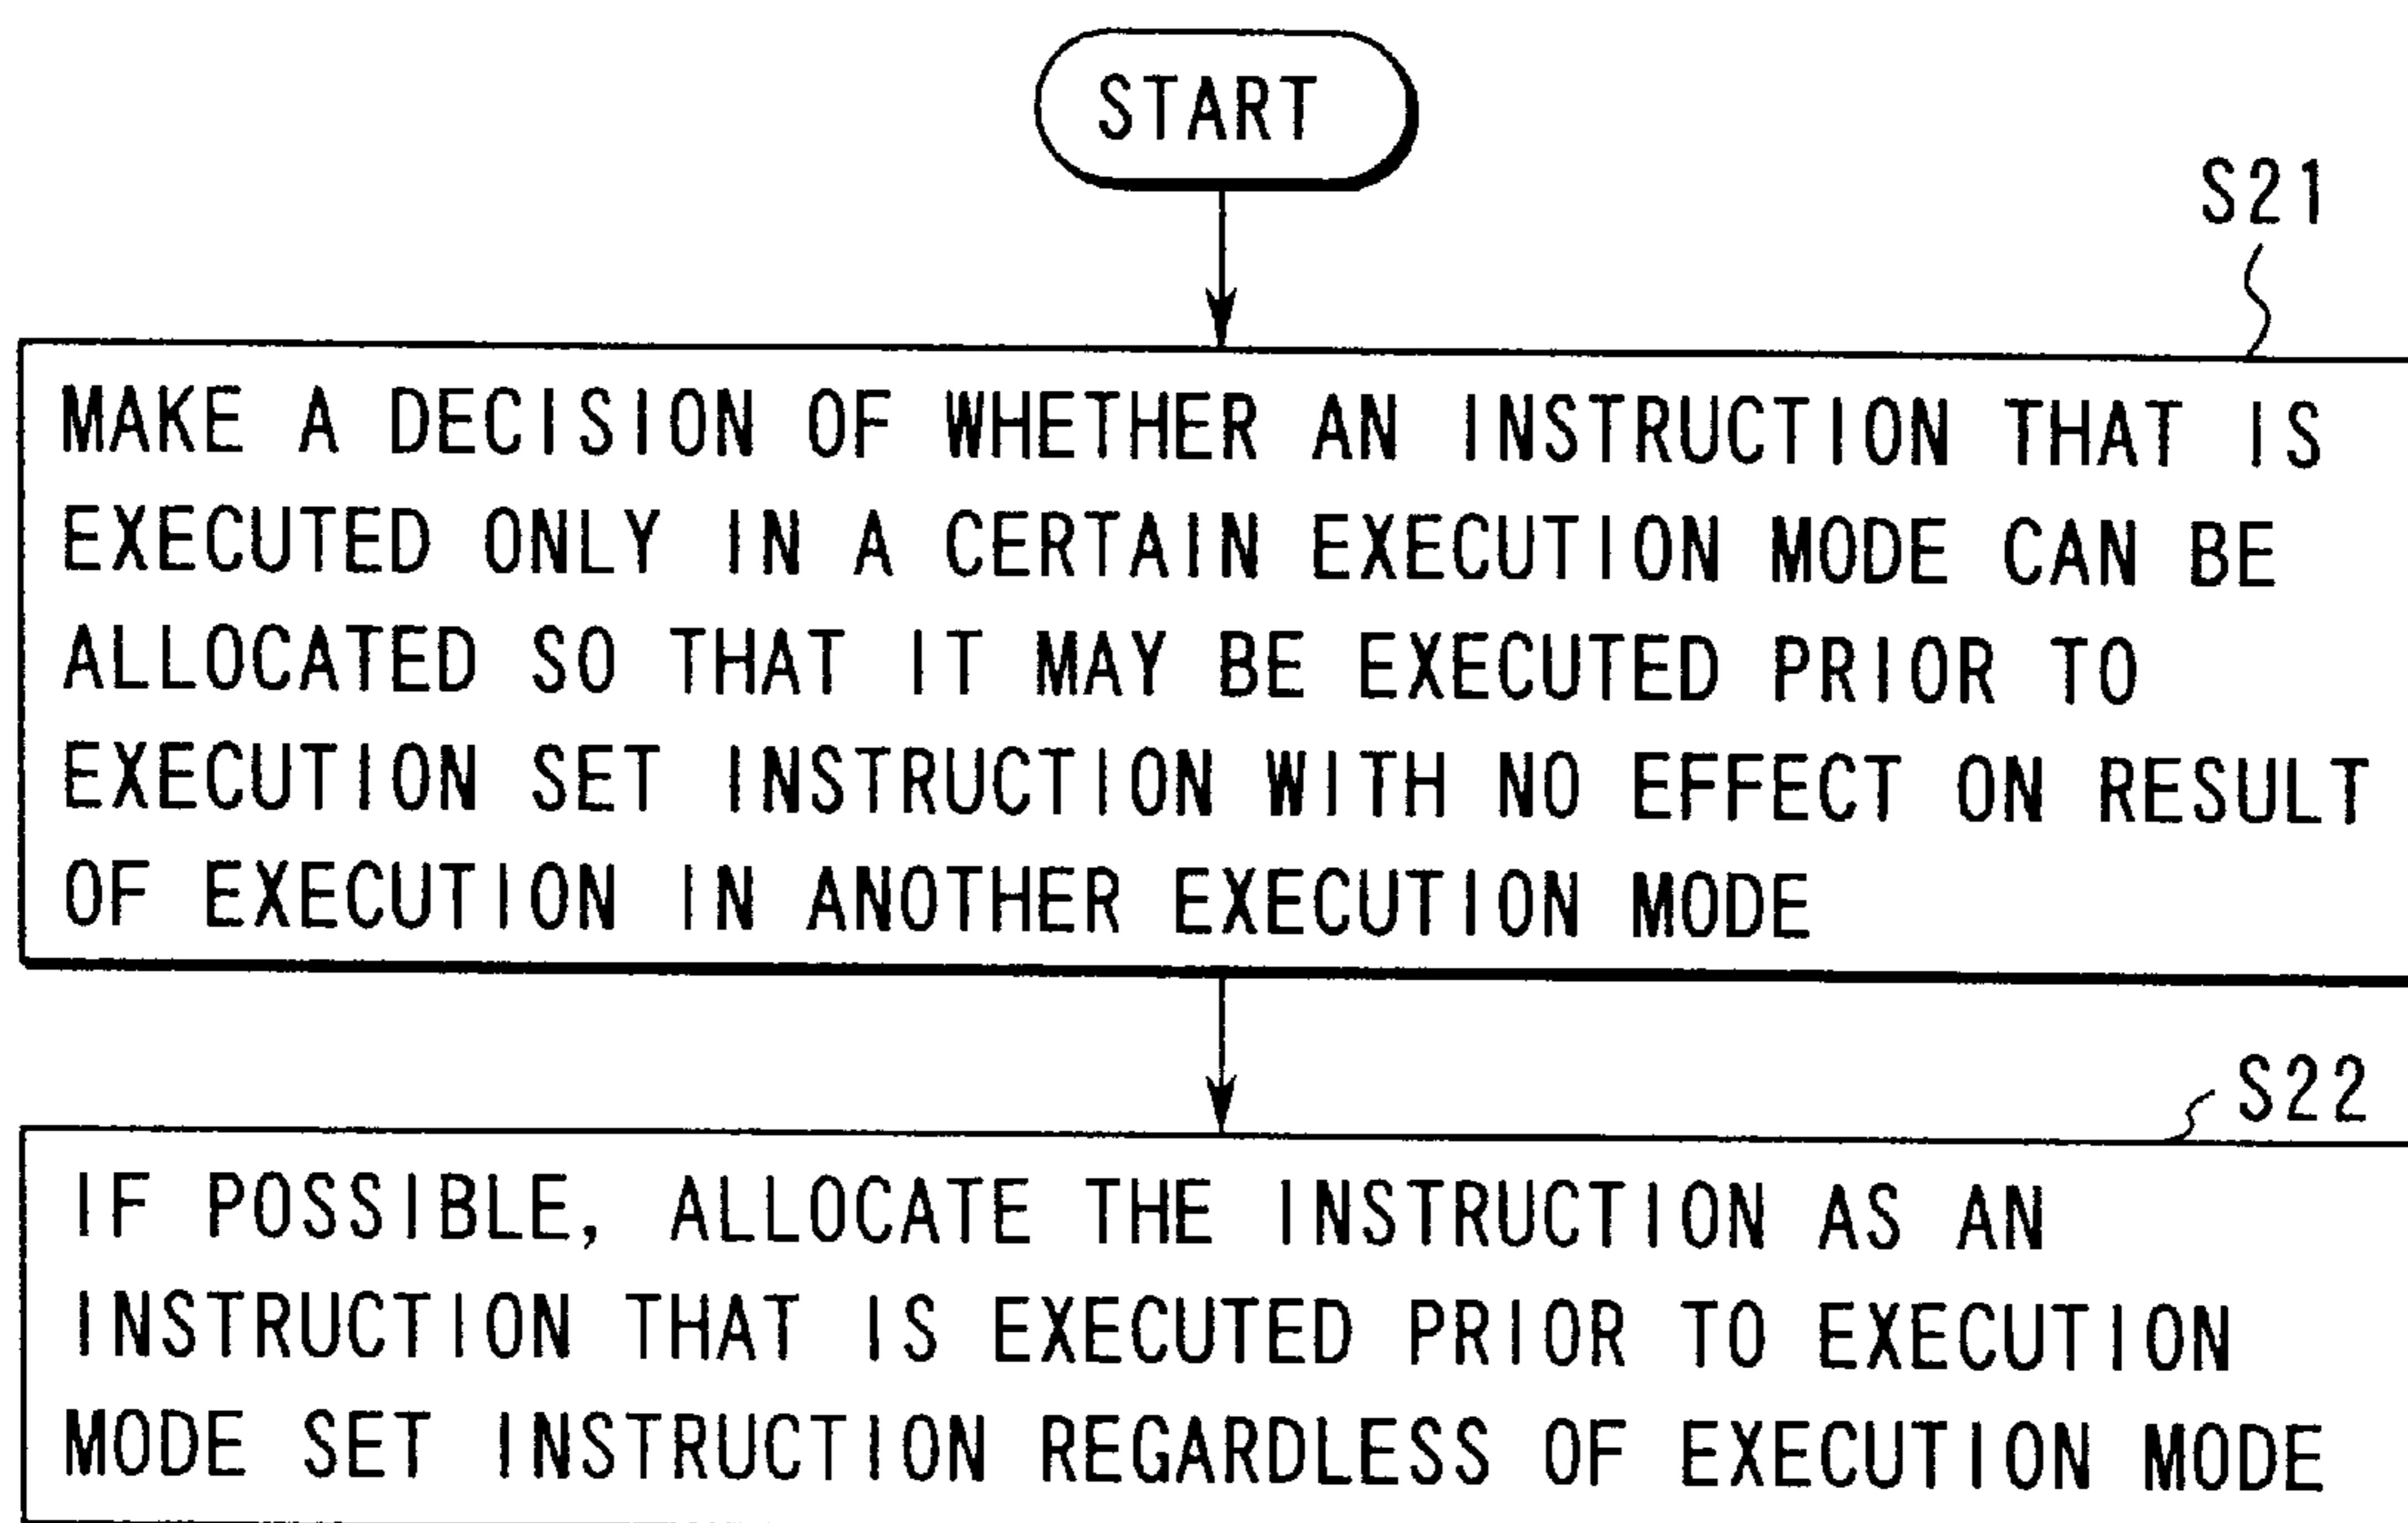 START
S21
MAKE A DECISION OF WHETHER AN INSTRUCTION THAT IS
EXECUTED ONLY IN A CERTAIN EXECUTION MODE CAN BE
ALLOCATED SO THAT IT MAY BE EXECUTED PRIOR TO
EXECUTION SET INSTRUCTION WITH NO EFFECT ON RESULT
OF EXECUTION IN ANOTHER EXECUTION MODE
S22
IF POSSIBLE, ALLOCATE THE INSTRUCTION AS AN
INSTRUCTION THAT IS EXECUTED PRIOR TO EXECUTION
MODE SET INSTRUCTION REGARDLESS OF EXECUTION MODE